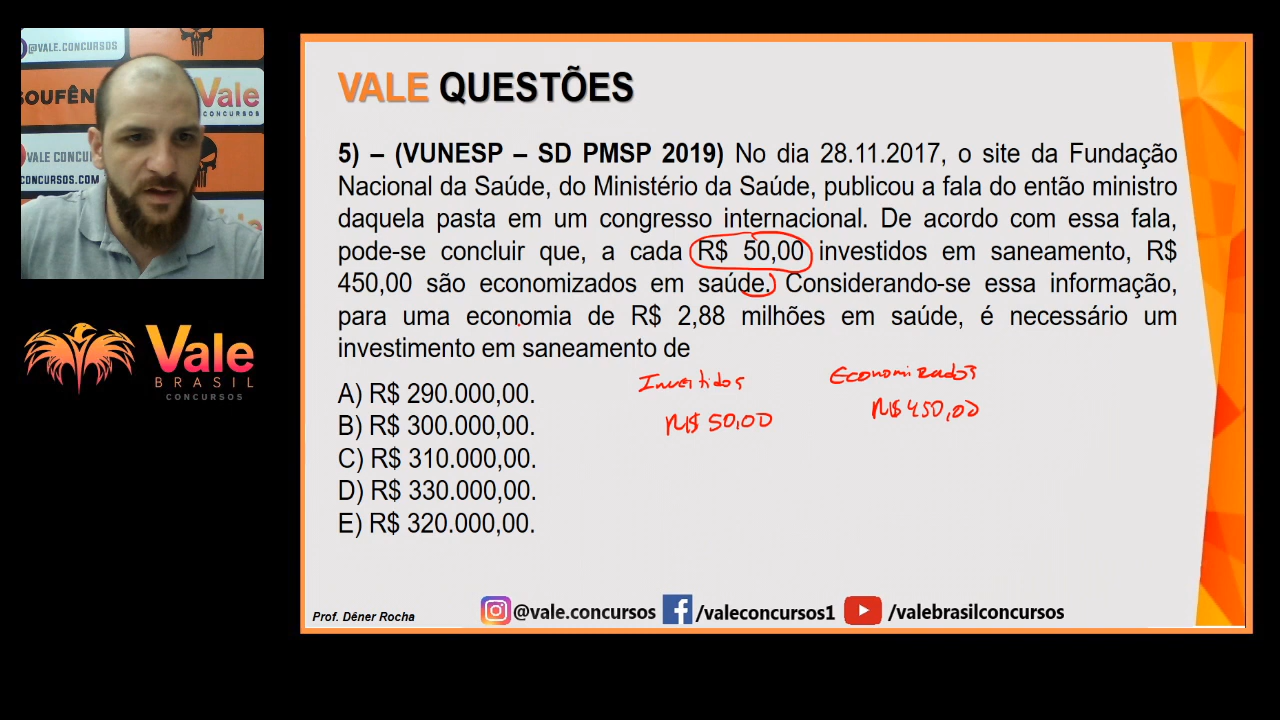 @VALE.CONCURSOS
SOUFÊN
Vale
CONCURSOS
VALE CONCU
CONCURSOS.COM
Vale
BRASIL
CONCURSOS
VALE QUESTÕES
5) – (VUNESP – SD PMSP 2019) No dia 28.11.2017, o site da Fundação
Nacional da Saúde, do Ministério da Saúde, publicou a fala do então ministro
daquela pasta em um congresso internacional. De acordo com essa fala,
pode-se concluir que, a cada R$ 50,00 investidos em saneamento, R$
450,00 são economizados em saúde. Considerando-se essa informação,
para uma economia de R$ 2,88 milhões em saúde, é necessário um
investimento em saneamento de
Investidos Economizados
R$ 50,00 R$ 450,00
A) R$ 290.000,00.
B) R$ 300.000,00.
C) R$ 310.000,00.
D) R$ 330.000,00.
E) R$ 320.000,00.
Prof. Dêner Rocha
@vale.concursos /valeconcursos1 /valebrasilconcursos